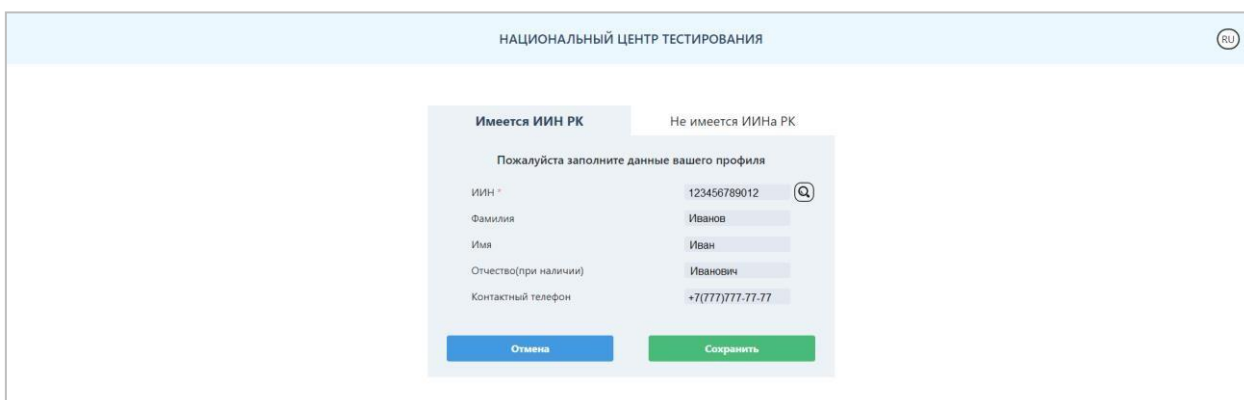 НАЦИОНАЛЬНЫЙ ЦЕНТР ТЕСТИРОВАНИЯ
RU
Имеется ИИН РК
Не имеется ИИНа РК
Пожалуйста заполните данные вашего профиля
ИИН * 123456789012
Фамилия Иванов
Имя Иван
Отчество(при наличии) Иванович
Контактный телефон +7(777)777-77-77
Отмена
Сохранить